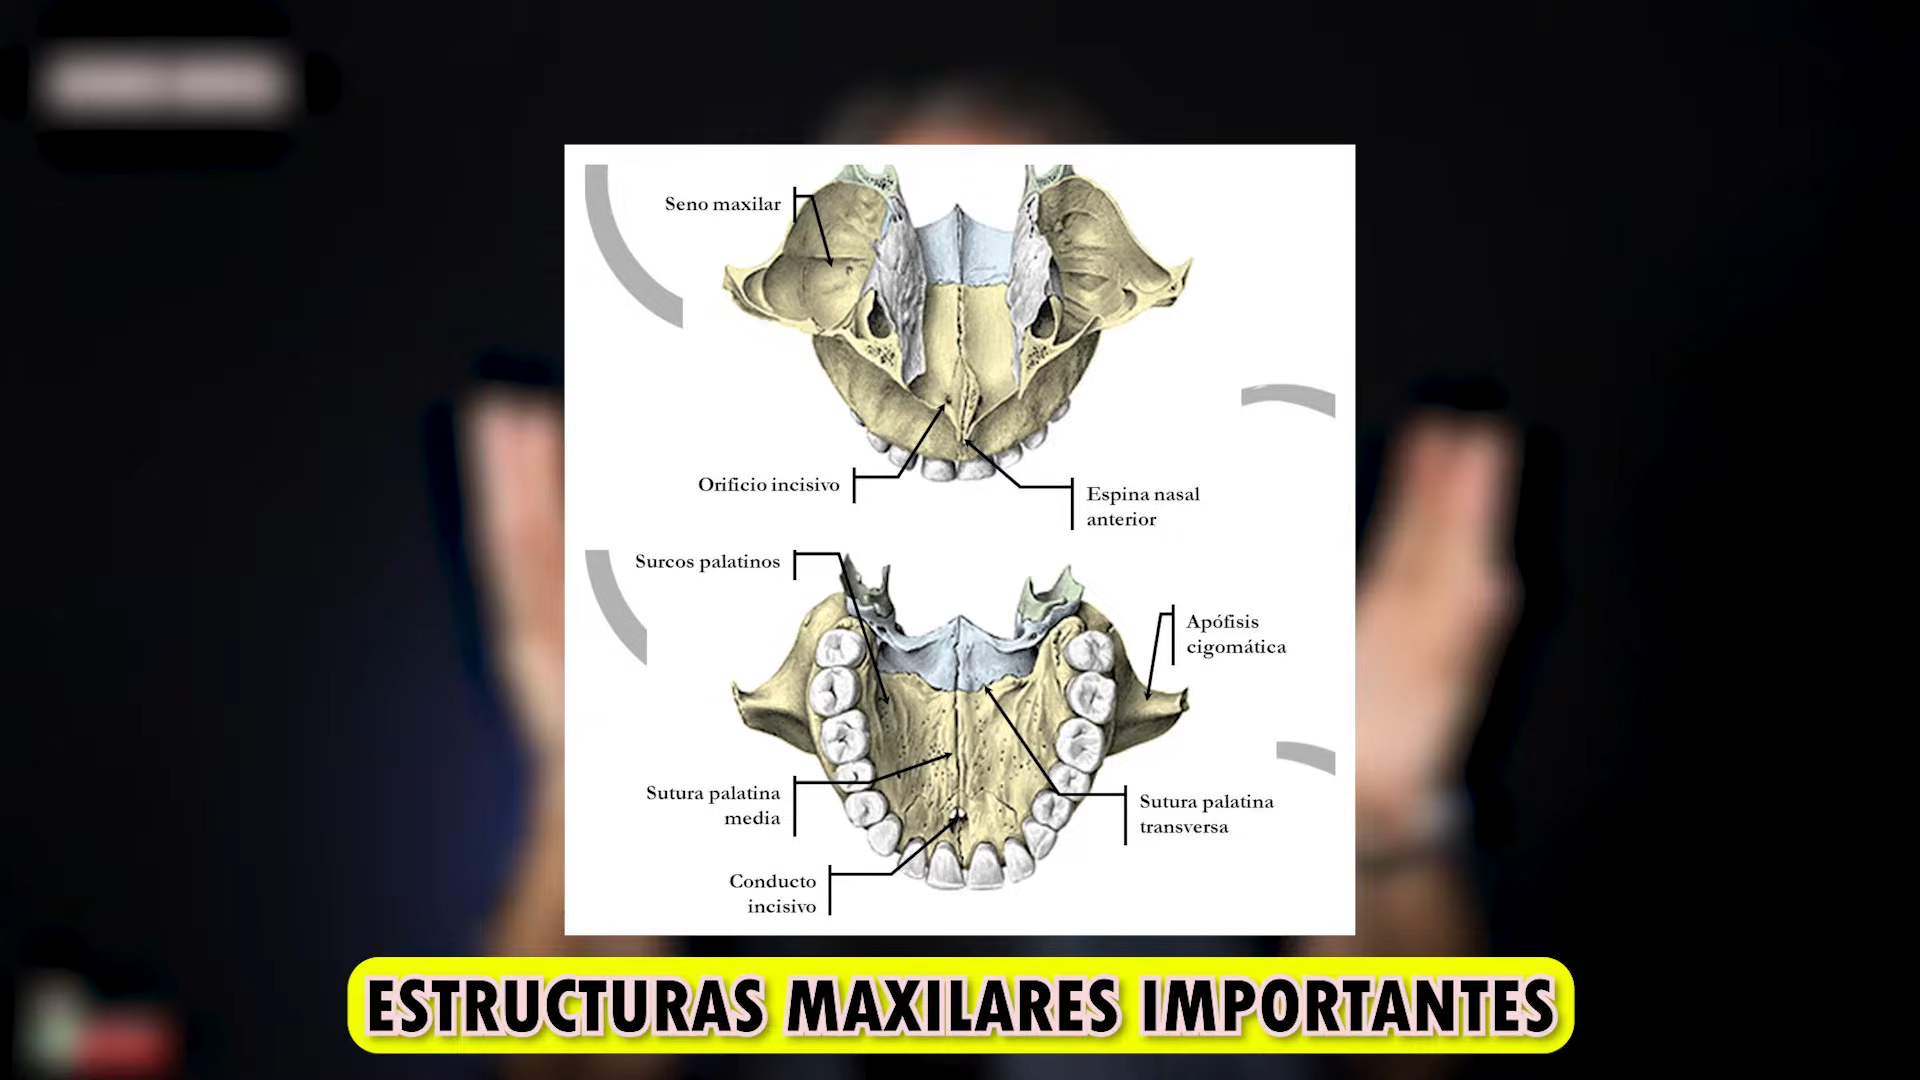 Seno maxilar
Orificio incisivo
Espina nasal
anterior
Surcos palatinos
Apófisis
cigomática
Sutura palatina
media
Sutura palatina
transversa
Conducto
incisivo
ESTRUCTURAS MAXILARES IMPORTANTES